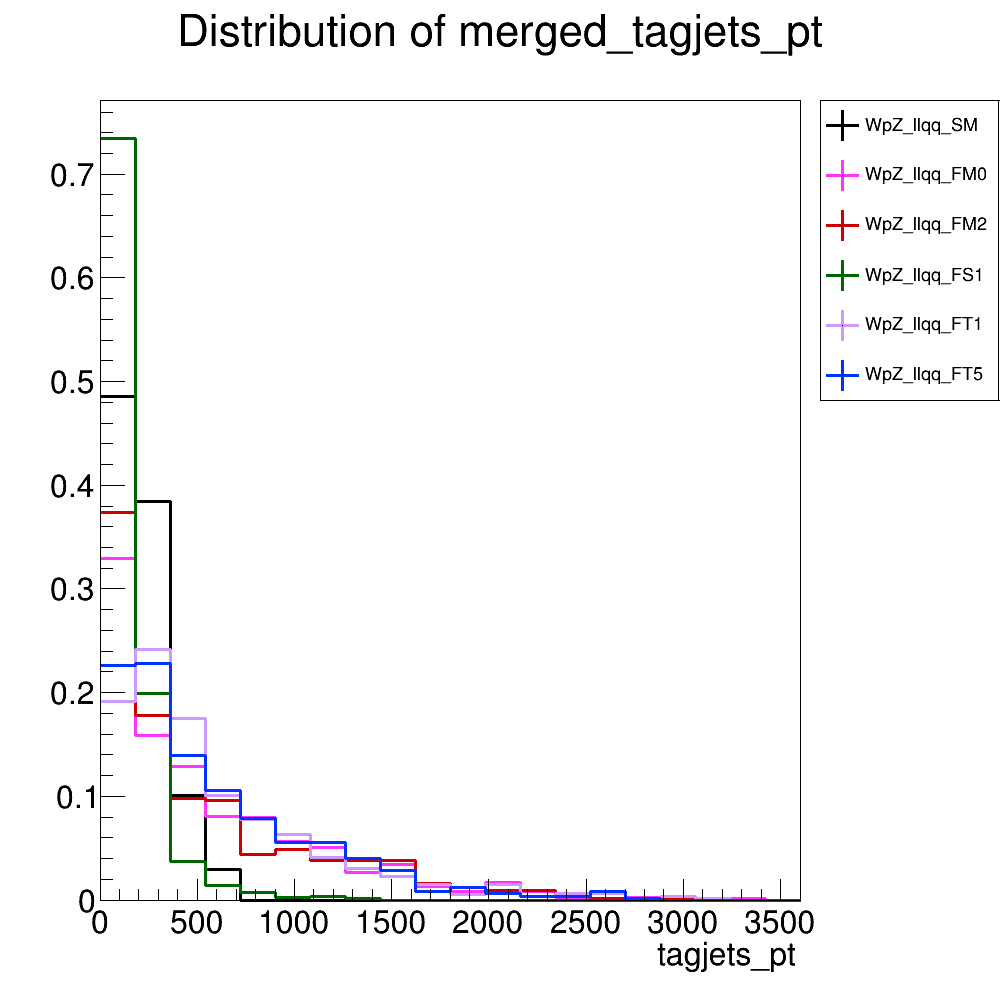 Distribution of merged_tagjets_pt
WpZ_llqq_SM
WpZ_llqq_FM0
WpZ_llqq_FM2
WpZ_llqq_FS1
WpZ_llqq_FT1
WpZ_llqq_FT5
0.7
0.6
0.5
0.4
0.3
0.2
0.1
0
0 500 1000 1500 2000 2500 3000 3500
tagjets_pt